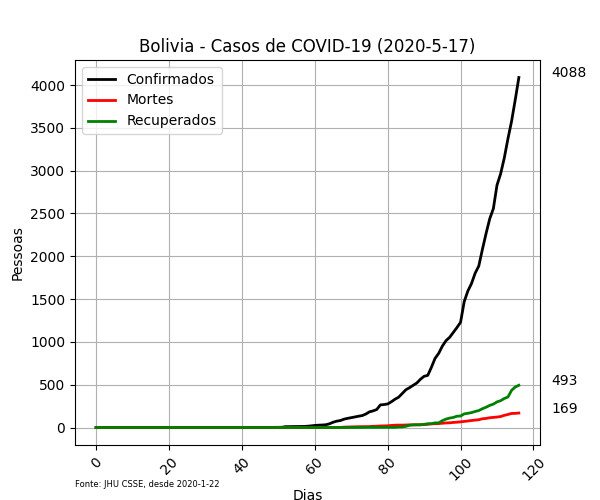 Bolivia - Casos de COVID-19 (2020-5-17)
Confirmados
Mortes
Recuperados
4088
493
169
4000
3500
3000
2500
2000
1500
1000
500
0
Pessoas
0 20 40 60 80 100 120
Fonte: JHU CSSE, desde 2020-1-22
Dias